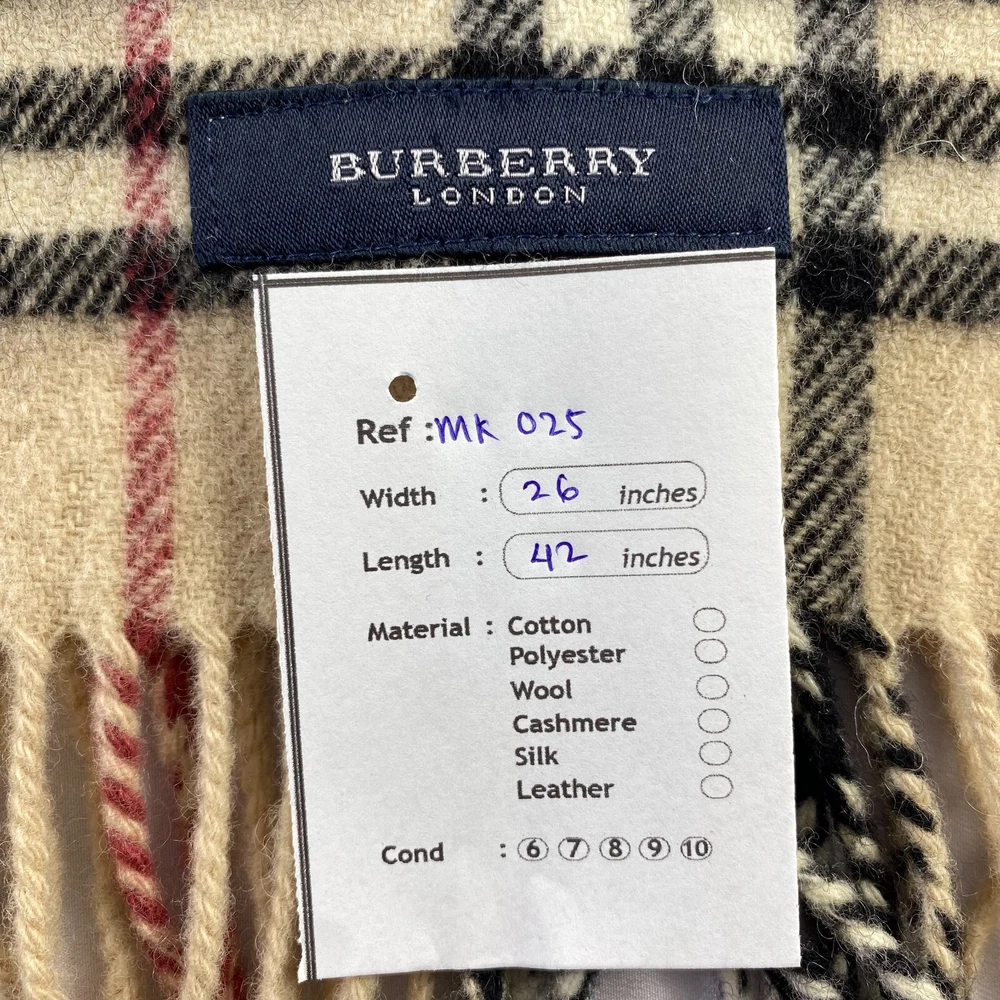 BURBERRY
LONDON
Ref : MK 025
Width : 26 inches
Length : 42 inches
Material : Cotton
Polyester
Wool
Cashmere
Silk
Leather
Cond : 6 7 8 9 10